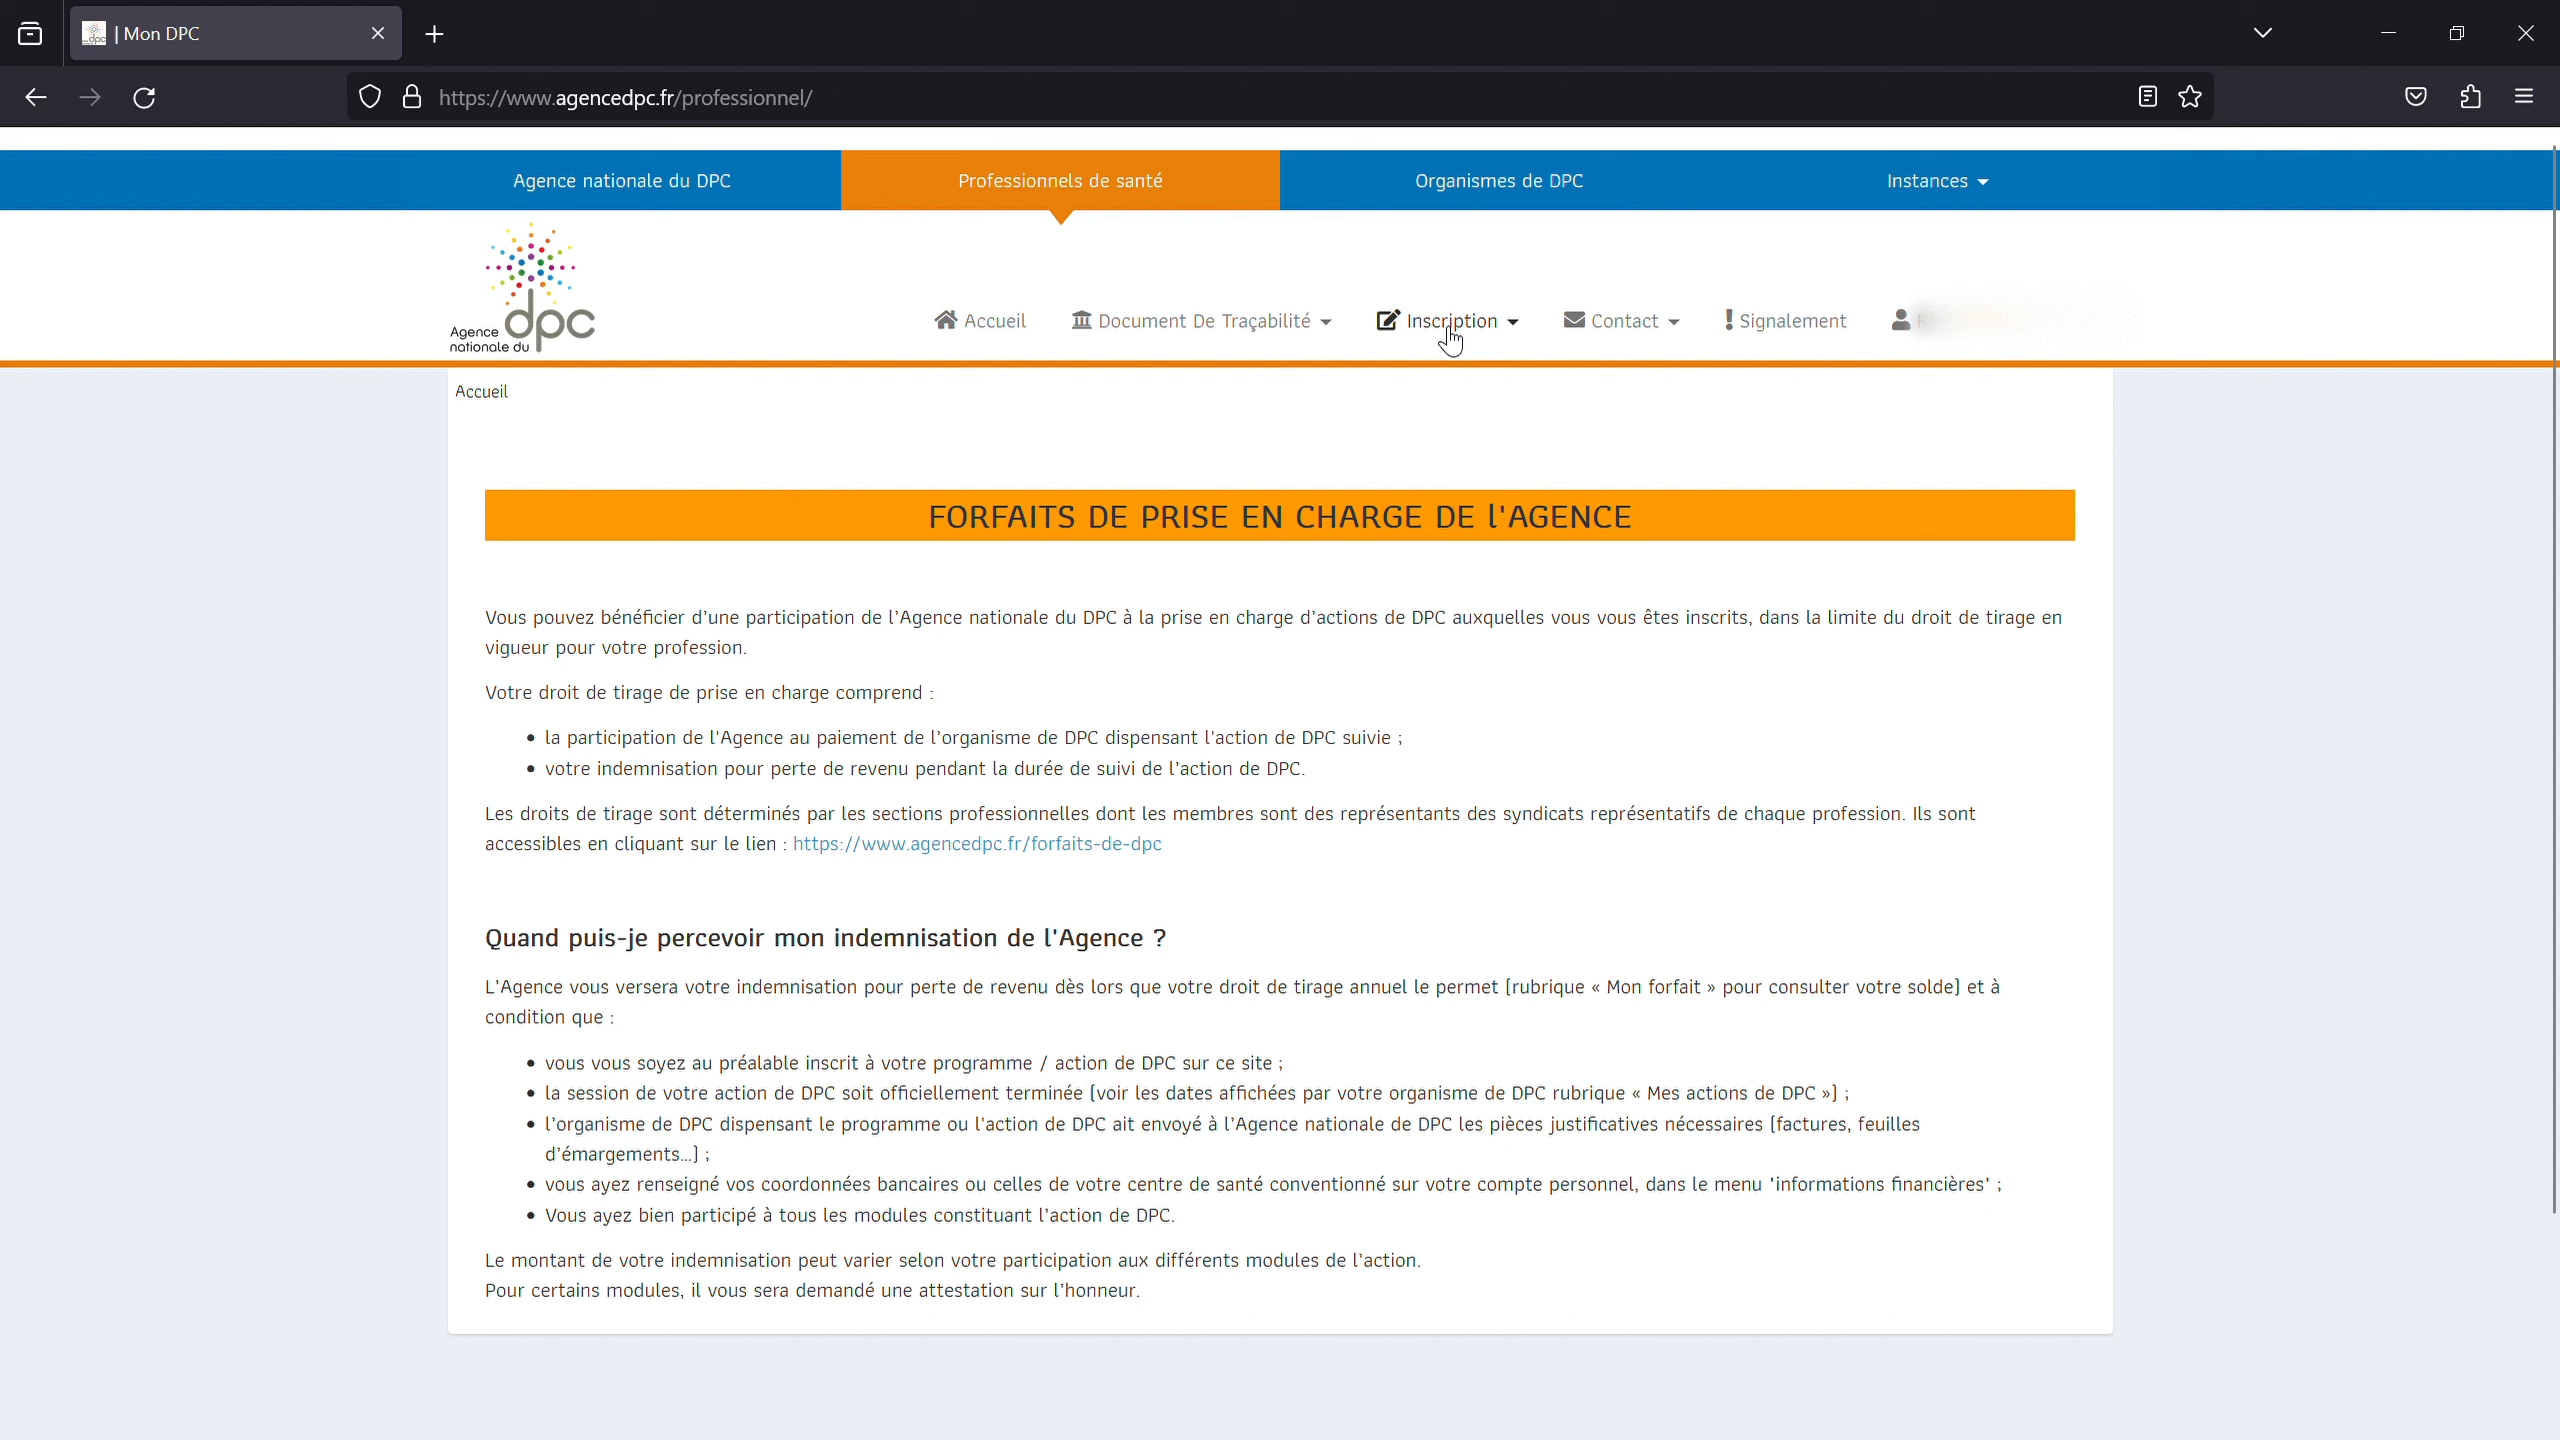 | Mon DPC
https://www.agencedpc.fr/professionnel/
Agence nationale du DPC
Professionnels de santé
Organismes de DPC
Instances
Agence nationale du dpc
Accueil
Document De Traçabilité
Inscription
Contact
Signalement
Accueil
FORFAITS DE PRISE EN CHARGE DE l'AGENCE
Vous pouvez bénéficier d’une participation de l’Agence nationale du DPC à la prise en charge d’actions de DPC auxquelles vous vous êtes inscrits, dans la limite du droit de tirage en
vigueur pour votre profession.
Votre droit de tirage de prise en charge comprend :
• la participation de l'Agence au paiement de l’organisme de DPC dispensant l'action de DPC suivie ;
• votre indemnisation pour perte de revenu pendant la durée de suivi de l’action de DPC.
Les droits de tirage sont déterminés par les sections professionnelles dont les membres sont des représentants des syndicats représentatifs de chaque profession. Ils sont
accessibles en cliquant sur le lien : https://www.agencedpc.fr/forfaits-de-dpc
Quand puis-je percevoir mon indemnisation de l'Agence ?
L’Agence vous versera votre indemnisation pour perte de revenu dès lors que votre droit de tirage annuel le permet (rubrique « Mon forfait » pour consulter votre solde) et à
condition que :
• vous vous soyez au préalable inscrit à votre programme / action de DPC sur ce site ;
• la session de votre action de DPC soit officiellement terminée (voir les dates affichées par votre organisme de DPC rubrique « Mes actions de DPC ») ;
• l’organisme de DPC dispensant le programme ou l'action de DPC ait envoyé à l’Agence nationale de DPC les pièces justificatives nécessaires (factures, feuilles
d’émargements…) ;
• vous ayez renseigné vos coordonnées bancaires ou celles de votre centre de santé conventionné sur votre compte personnel, dans le menu "informations financières" ;
• Vous ayez bien participé à tous les modules constituant l’action de DPC.
Le montant de votre indemnisation peut varier selon votre participation aux différents modules de l’action.
Pour certains modules, il vous sera demandé une attestation sur l’honneur.